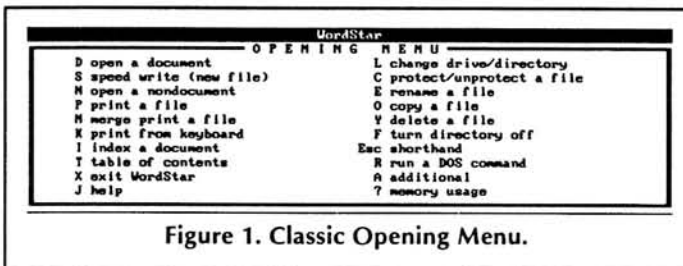 WordStar
OPENING MENU
D open a document
S speed write (new file)
N open a nondocument
P print a file
M merge print a file
K print from keyboard
I index a document
T table of contents
X exit WordStar
J help
L change drive/directory
C protect/unprotect a file
E rename a file
O copy a file
Y delete a file
F turn directory off
Esc shorthand
R run a DOS command
A additional
? memory usage
Figure 1. Classic Opening Menu.